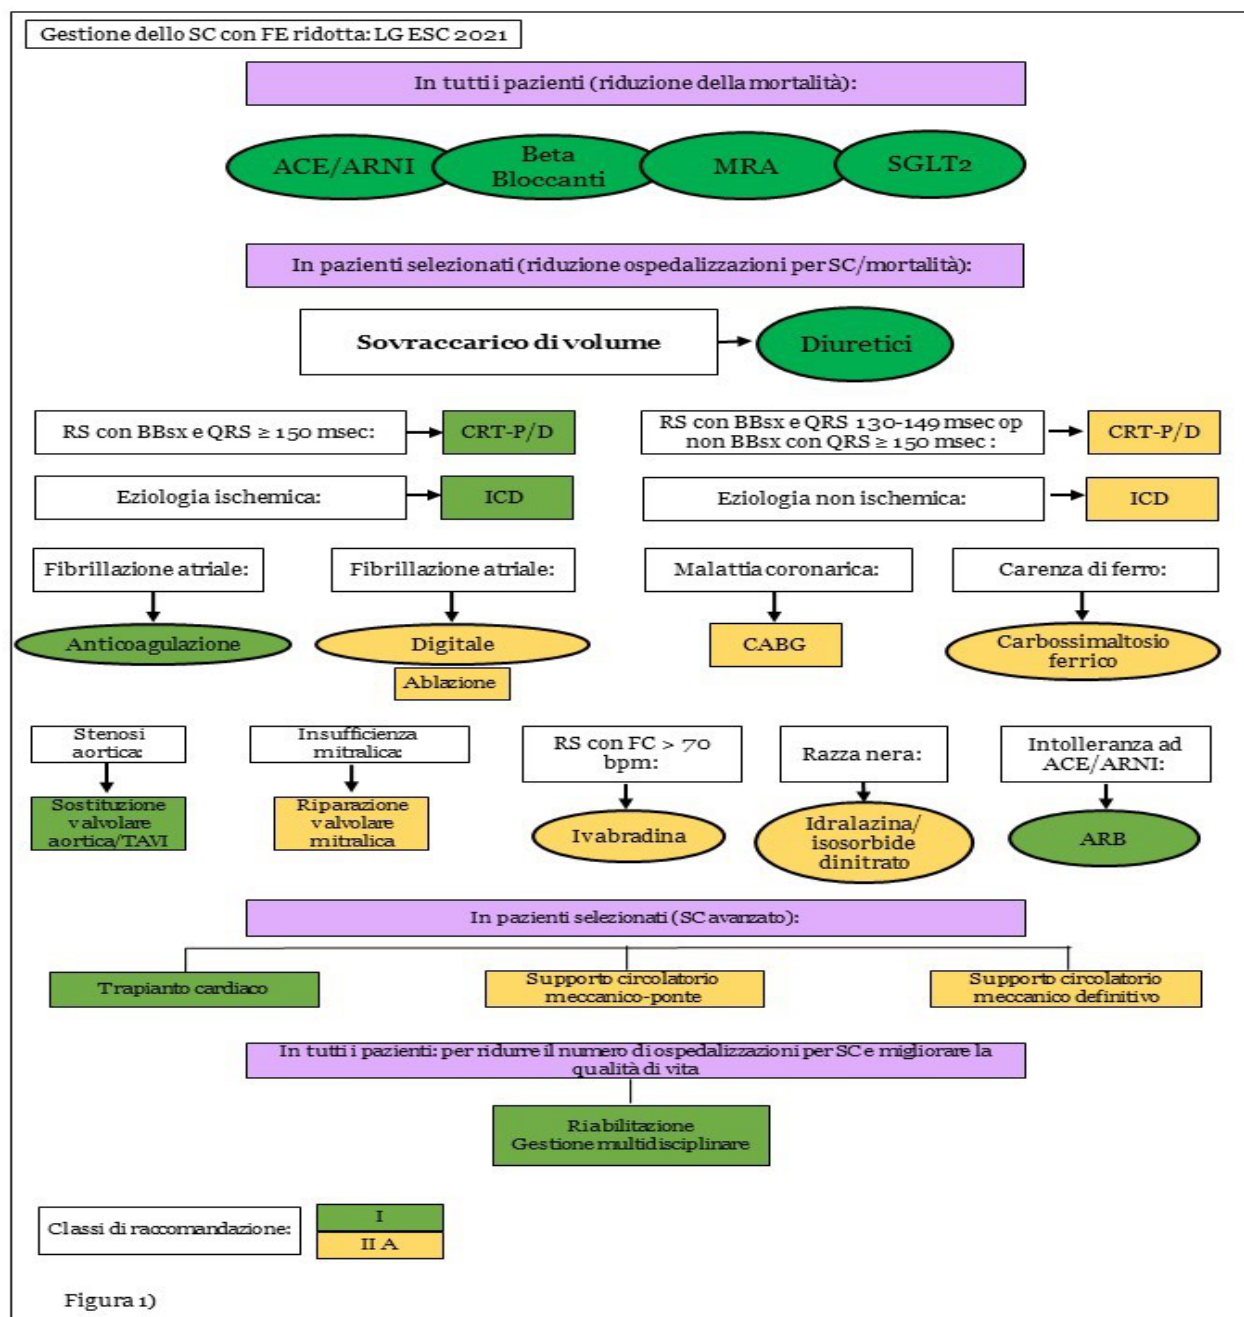 Gestione dello SC con FE ridotta: LG ESC 2021
In tutti i pazienti (riduzione della mortalità):
ACE/ARNI
Beta
Bloccanti
MRA
SGLT2
In pazienti selezionati (riduzione ospedalizzazioni per SC/mortalità):
Sovraccarico di volume
Diuretici
RS con BBsx e QRS ≥ 150 msec:
CRT-P/D
RS con BBsx e QRS 130-149 msec op
non BBsx con QRS ≥ 150 msec :
CRT-P/D
Eziologia ischemica:
ICD
Eziologia non ischemica:
ICD
Fibrillazione atriale:
Fibrillazione atriale:
Malattia coronarica:
Carenza di ferro:
Anticoagulazione
Digitale
Ablazione
CABG
Carbossimaltosio
ferrico
Stenosi
aortica:
Insufficienza
mitralica:
RS con FC > 70
bpm:
Razza nera:
Intolleranza ad
ACE/ARNI:
Sostituzione
valvolare
aortica/TAVI
Riparazione
valvolare
mitralica
Ivabradina
Idralazina/
isosorbide
dinitrato
ARB
In pazienti selezionati (SC avanzato):
Trapianto cardiaco
Supporto circolatorio
meccanico-ponte
Supporto circolatorio
meccanico definitivo
In tutti i pazienti: per ridurre il numero di ospedalizzazioni per SC e migliorare la
qualità di vita
Riabilitazione
Gestione multidisciplinare
Classi di raccomandazione:
I
II A
Figura 1)